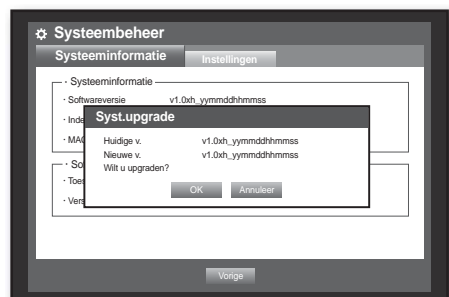 Systeembeheer
Systeeminformatie
Instellingen
· Systeeminformatie
· Softwareversie v1.0xh_yymmddhhmmss
Syst.upgrade
Huidige v. v1.0xh_yymmddhhmmss
Nieuwe v. v1.0xh_yymmddhhmmss
Wilt u upgraden?
OK Annuleer
Vorige